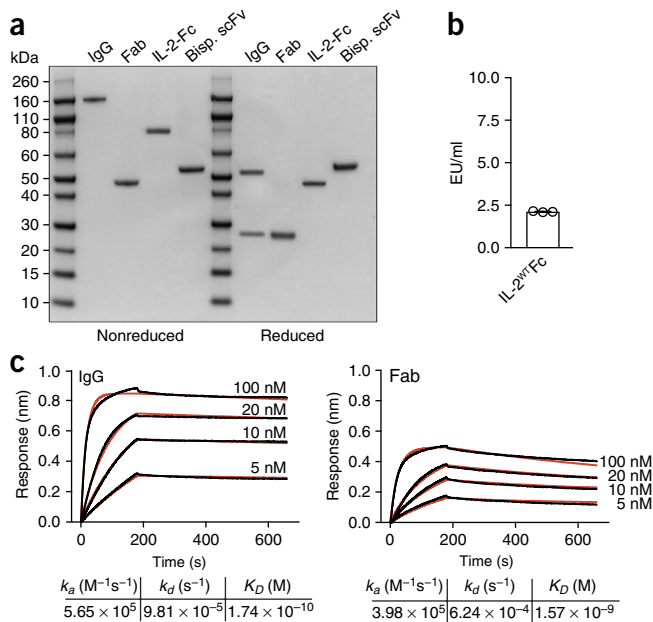 a
kDa
IgG
Fab
IL-2-Fc
Bisp. scFv
IgG
Fab
IL-2-Fc
Bisp. scFv
260
160
110
80
60
50
40
30
20
15
10
Nonreduced
Reduced
b
EU/ml
10.0
7.5
5.0
2.5
0.0
IL-2ᵂᵀFc
c
IgG
Response (nm)
1.0
0.8
0.6
0.4
0.2
0.0
100 nM
20 nM
10 nM
5 nM
0 200 400 600
Time (s)
kₐ (M⁻¹s⁻¹) k_d (s⁻¹) K_D (M)
5.65 × 10⁵ 9.81 × 10⁻⁵ 1.74 × 10⁻¹⁰
Fab
Response (nm)
1.0
0.8
0.6
0.4
0.2
0.0
100 nM
20 nM
10 nM
5 nM
0 200 400 600
Time (s)
kₐ (M⁻¹s⁻¹) k_d (s⁻¹) K_D (M)
3.98 × 10⁵ 6.24 × 10⁻⁴ 1.57 × 10⁻⁹